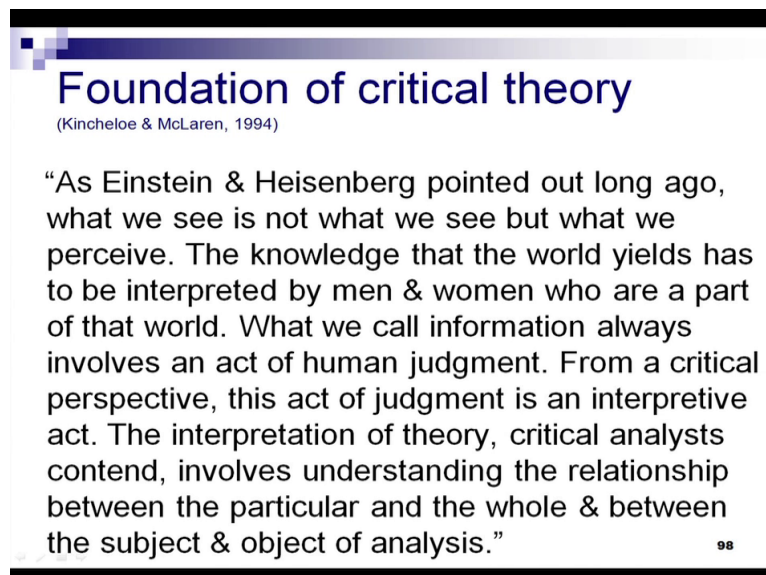 Foundation of critical theory
(Kincheloe & McLaren, 1994)
“As Einstein & Heisenberg pointed out long ago,
what we see is not what we see but what we
perceive. The knowledge that the world yields has
to be interpreted by men & women who are a part
of that world. What we call information always
involves an act of human judgment. From a critical
perspective, this act of judgment is an interpretive
act. The interpretation of theory, critical analysts
contend, involves understanding the relationship
between the particular and the whole & between
the subject & object of analysis.”
98